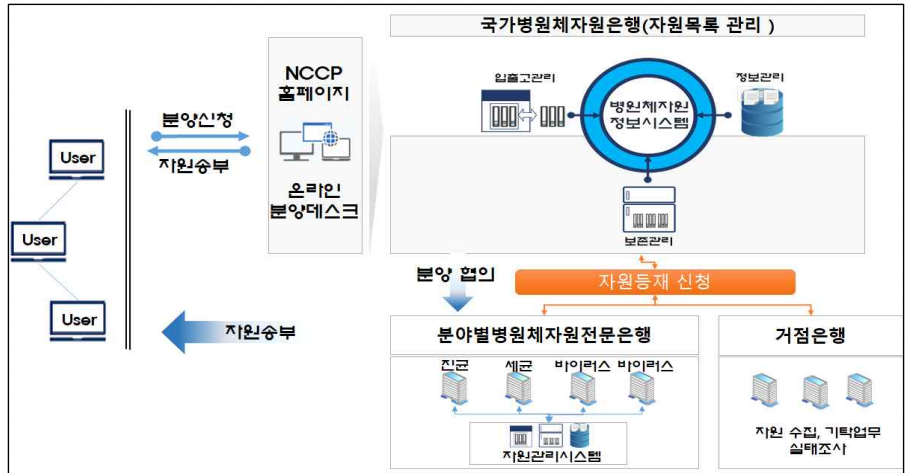 국가병원체자원은행(자원목록 관리 )
NCCP
홈페이지
온라인
분양데스크
입출고관리
정보관리
병원체자원
정보시스템
보존관리
분양신청
자원송부
User
User
User
분양 협의
자원등재 신청
자원송부
분야별병원체자원전문은행
진균
세균
바이러스
바이러스
자원관리시스템
거점은행
자원 수집, 기탁업무
실태조사